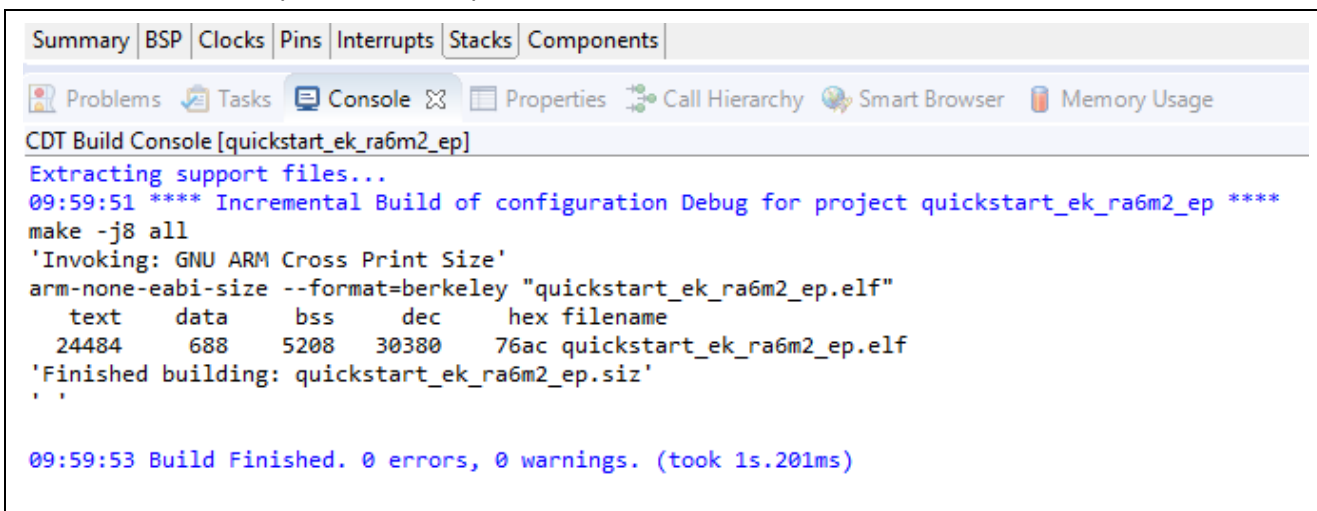 Summary BSP Clocks Pins Interrupts Stacks Components
Problems Tasks Console Properties Call Hierarchy Smart Browser Memory Usage
CDT Build Console [quickstart_ek_ra6m2_ep]
Extracting support files...
09:59:51 **** Incremental Build of configuration Debug for project quickstart_ek_ra6m2_ep ****
make -j8 all
'Invoking: GNU ARM Cross Print Size'
arm-none-eabi-size --format=berkeley "quickstart_ek_ra6m2_ep.elf"
   text    data     bss     dec     hex filename
  24484     688    5208   30380    76ac quickstart_ek_ra6m2_ep.elf
'Finished building: quickstart_ek_ra6m2_ep.siz'
' '
09:59:53 Build Finished. 0 errors, 0 warnings. (took 1s.201ms)